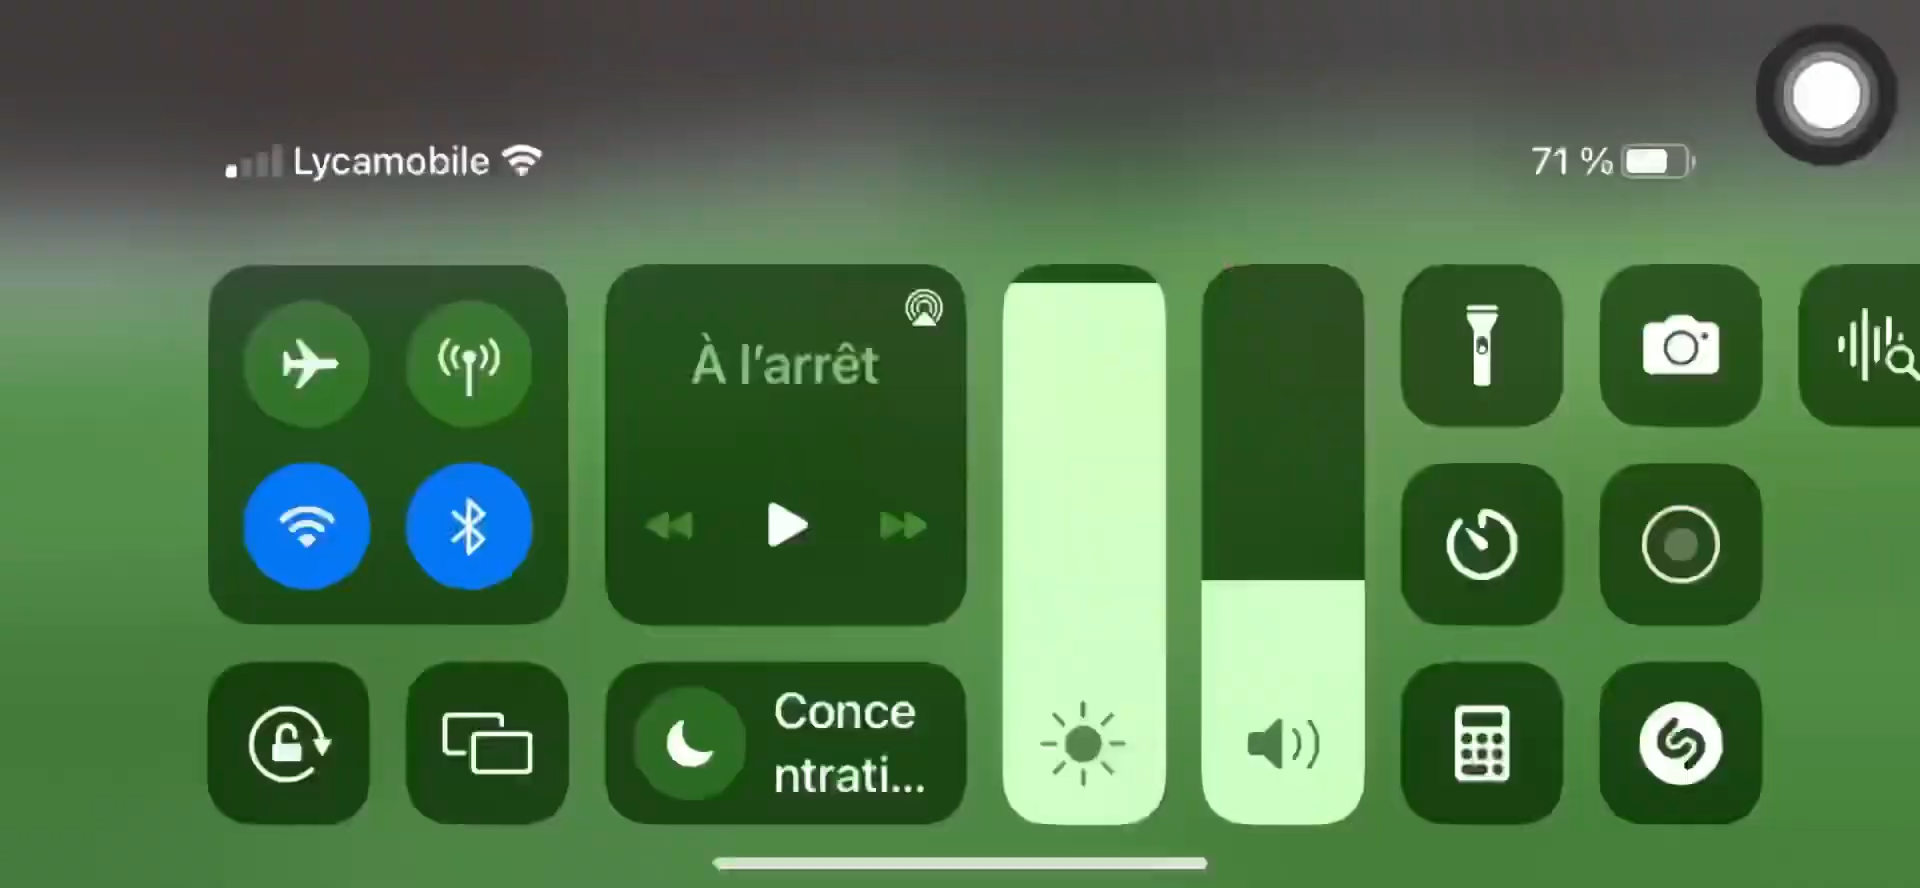 Lycamobile
71 %
À l'arrêt
Conce
ntrati...